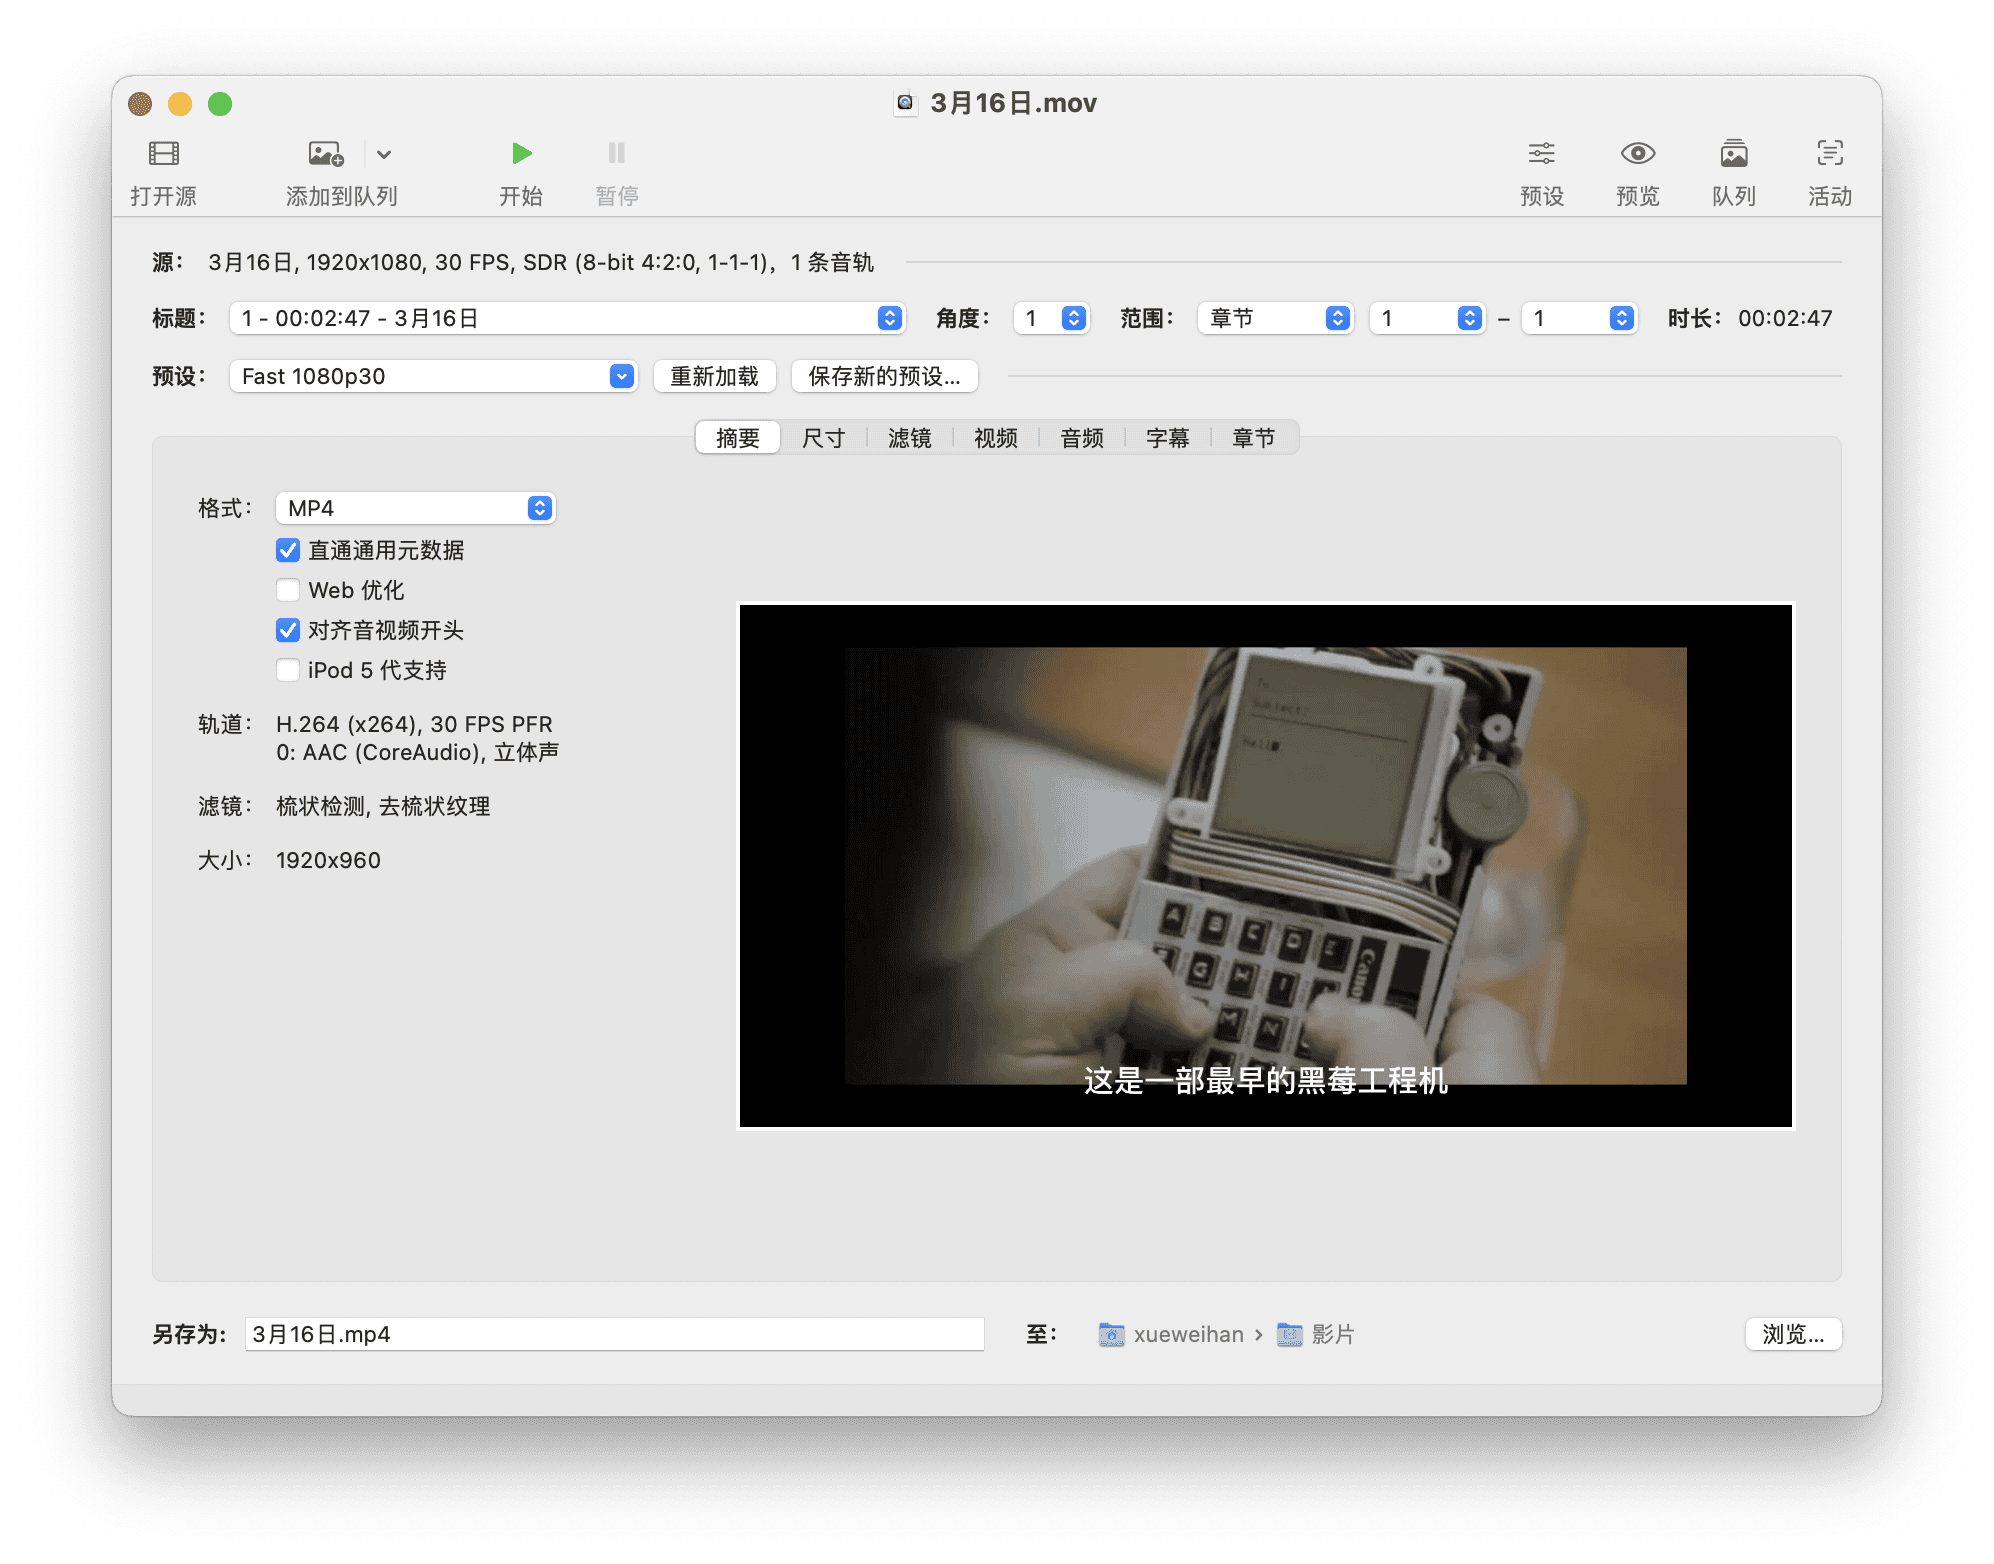 3月16日.mov
打开源
添加到队列
开始
暂停
预设
预览
队列
活动
源： 3月16日, 1920x1080, 30 FPS, SDR (8-bit 4:2:0, 1-1-1)，1 条音轨
标题： 1 - 00:02:47 - 3月16日 角度： 1 范围： 章节 1 – 1 时长： 00:02:47
预设： Fast 1080p30 重新加载 保存新的预设...
摘要 尺寸 滤镜 视频 音频 字幕 章节
格式： MP4
直通通用元数据
Web 优化
对齐音视频开头
iPod 5 代支持
轨道： H.264 (x264), 30 FPS PFR
0: AAC (CoreAudio), 立体声
滤镜： 梳状检测, 去梳状纹理
大小： 1920x960
To
Subject:
Hell
A B
G
M N
这是一部最早的黑莓工程机
另存为: 3月16日.mp4 至： xueweihan › 影片 浏览...